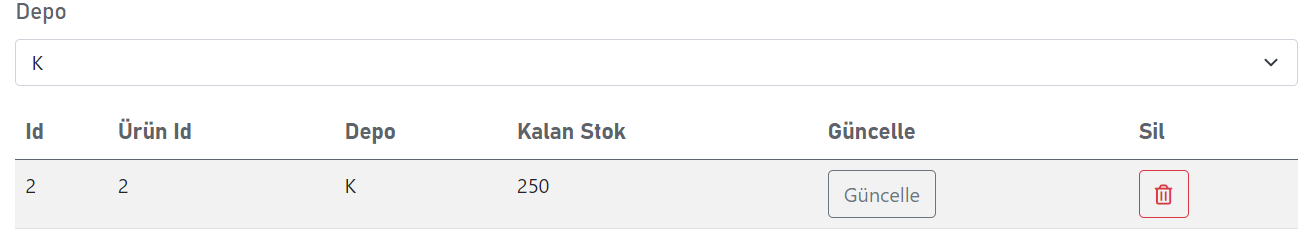 Depo
K
Id Ürün Id Depo Kalan Stok Güncelle Sil
2 2 K 250 Güncelle